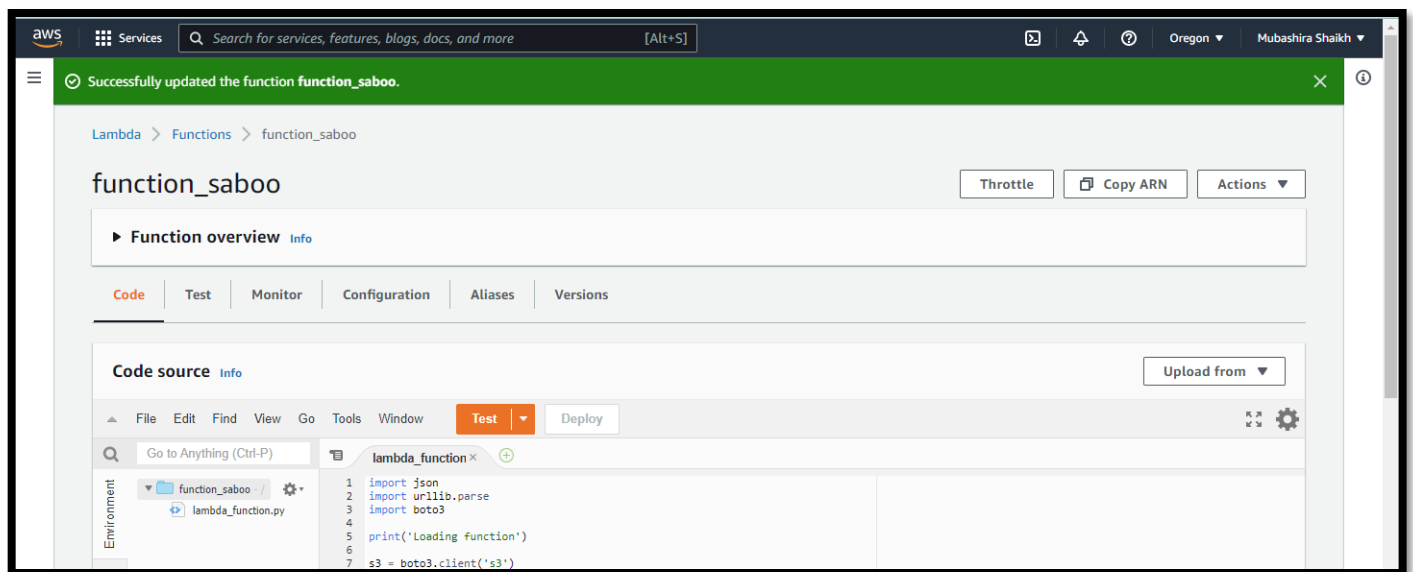 aws Services Search for services, features, blogs, docs, and more [Alt+S] Oregon ▼ Mubashira Shaikh ▼
Successfully updated the function function_saboo.
Lambda > Functions > function_saboo
function_saboo
Throttle Copy ARN Actions ▼
▶ Function overview Info
Code Test Monitor Configuration Aliases Versions
Code source Info
Upload from ▼
File Edit Find View Go Tools Window Test Deploy
Go to Anything (Ctrl-P)
lambda_function ×
Environment
function_saboo - /
lambda_function.py
1 import json
2 import urllib.parse
3 import boto3
4
5 print('Loading function')
6
7 s3 = boto3.client('s3')